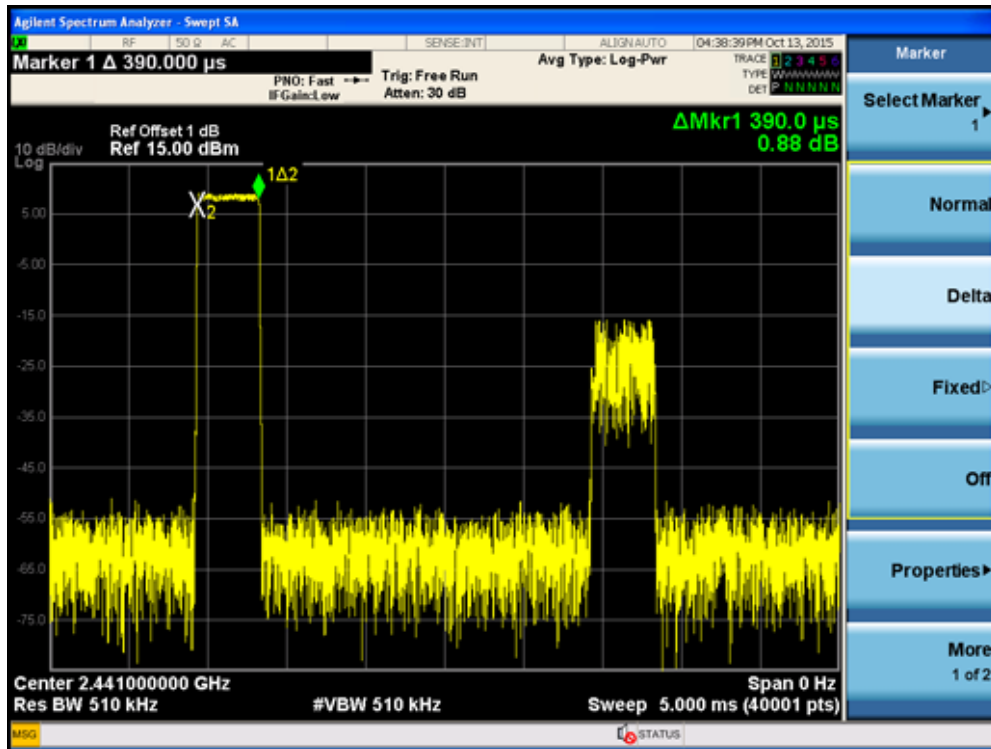 Agilent Spectrum Analyzer - Swept SA
RF 50 Ω AC SENSE:INT ALIGNAUTO 04:38:39 PM Oct 13, 2015
Marker 1 Δ 390.000 µs
PNO: Fast
IFGain:Low
Trig: Free Run
Atten: 30 dB
Avg Type: Log-Pwr
TRACE 1 2 3 4 5 6
TYPE W
DET P N N N N N
ΔMkr1 390.0 µs
0.88 dB
Ref Offset 1 dB
10 dB/div Ref 15.00 dBm
Log
1Δ2
2
5.00
-5.00
-15.0
-25.0
-35.0
-45.0
-55.0
-65.0
-75.0
Center 2.441000000 GHz Span 0 Hz
Res BW 510 kHz #VBW 510 kHz Sweep 5.000 ms (40001 pts)
MSG STATUS
Marker
Select Marker
1
Normal
Delta
Fixed
Off
Properties
More
1 of 2